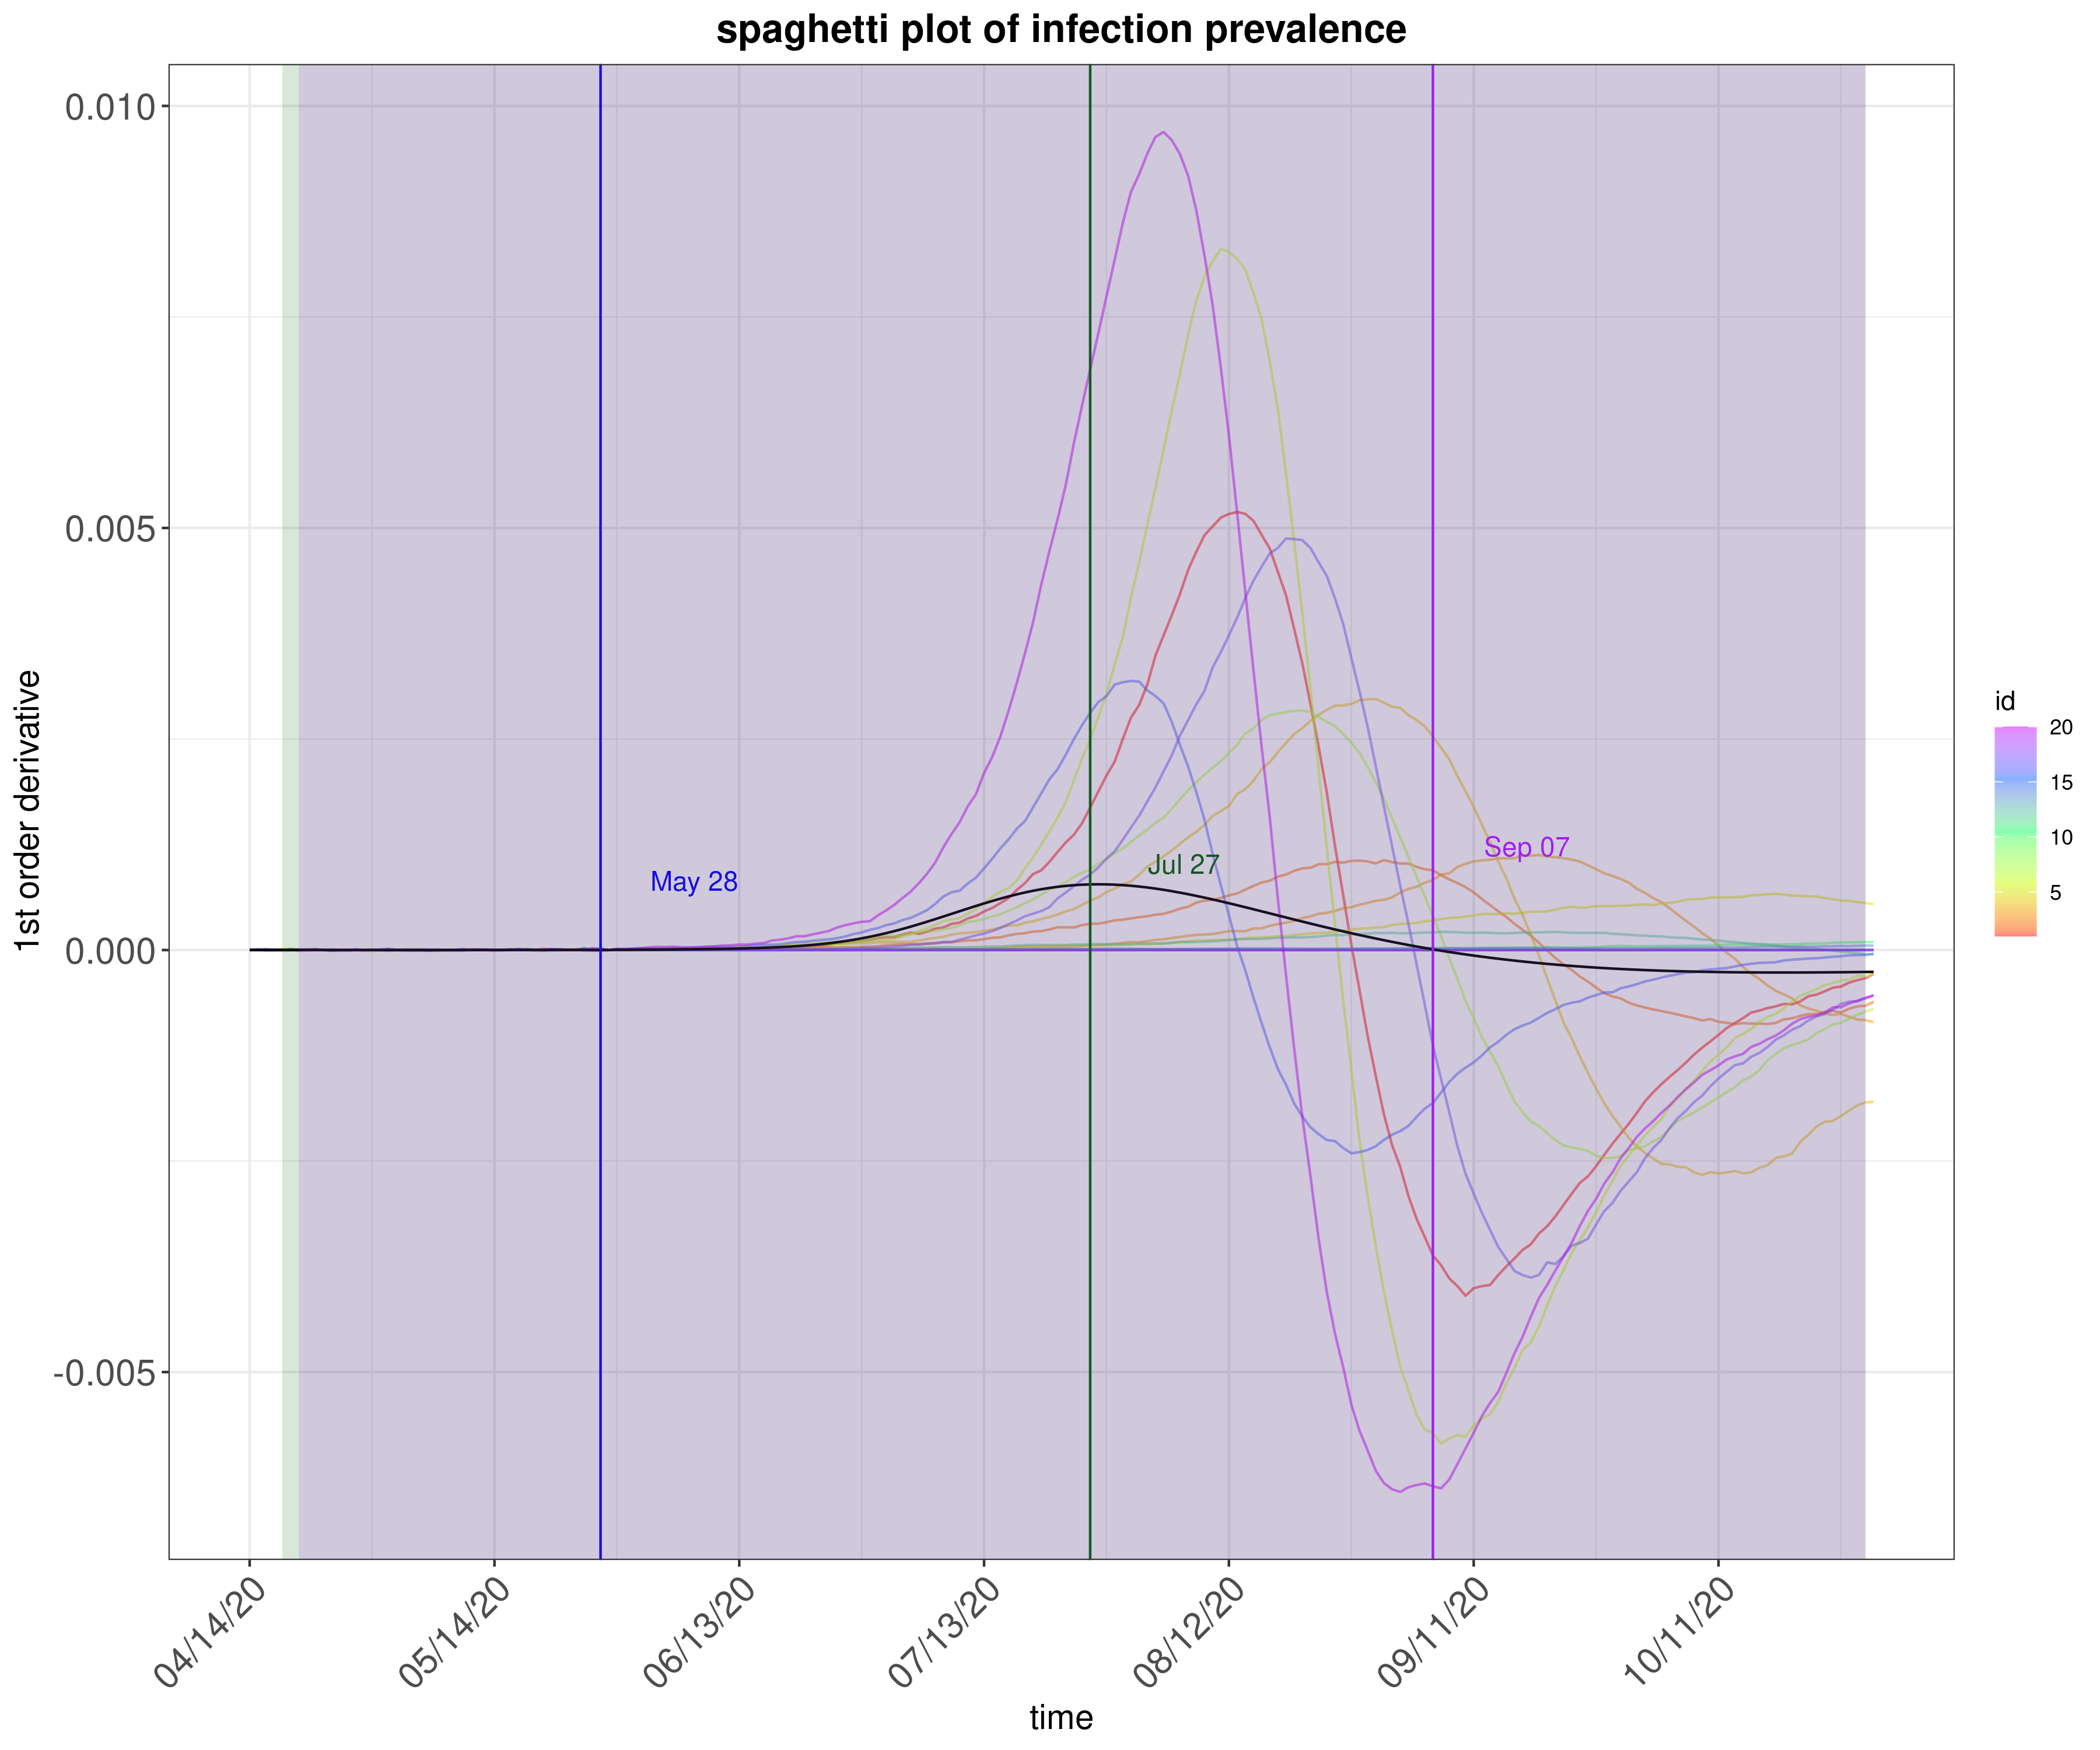 spaghetti plot of infection prevalence
1st order derivative
0.010
0.005
0.000
-0.005
May 28
Jul 27
Sep 07
04/14/20
05/14/20
06/13/20
07/13/20
08/12/20
09/11/20
10/11/20
time
id
20
15
10
5